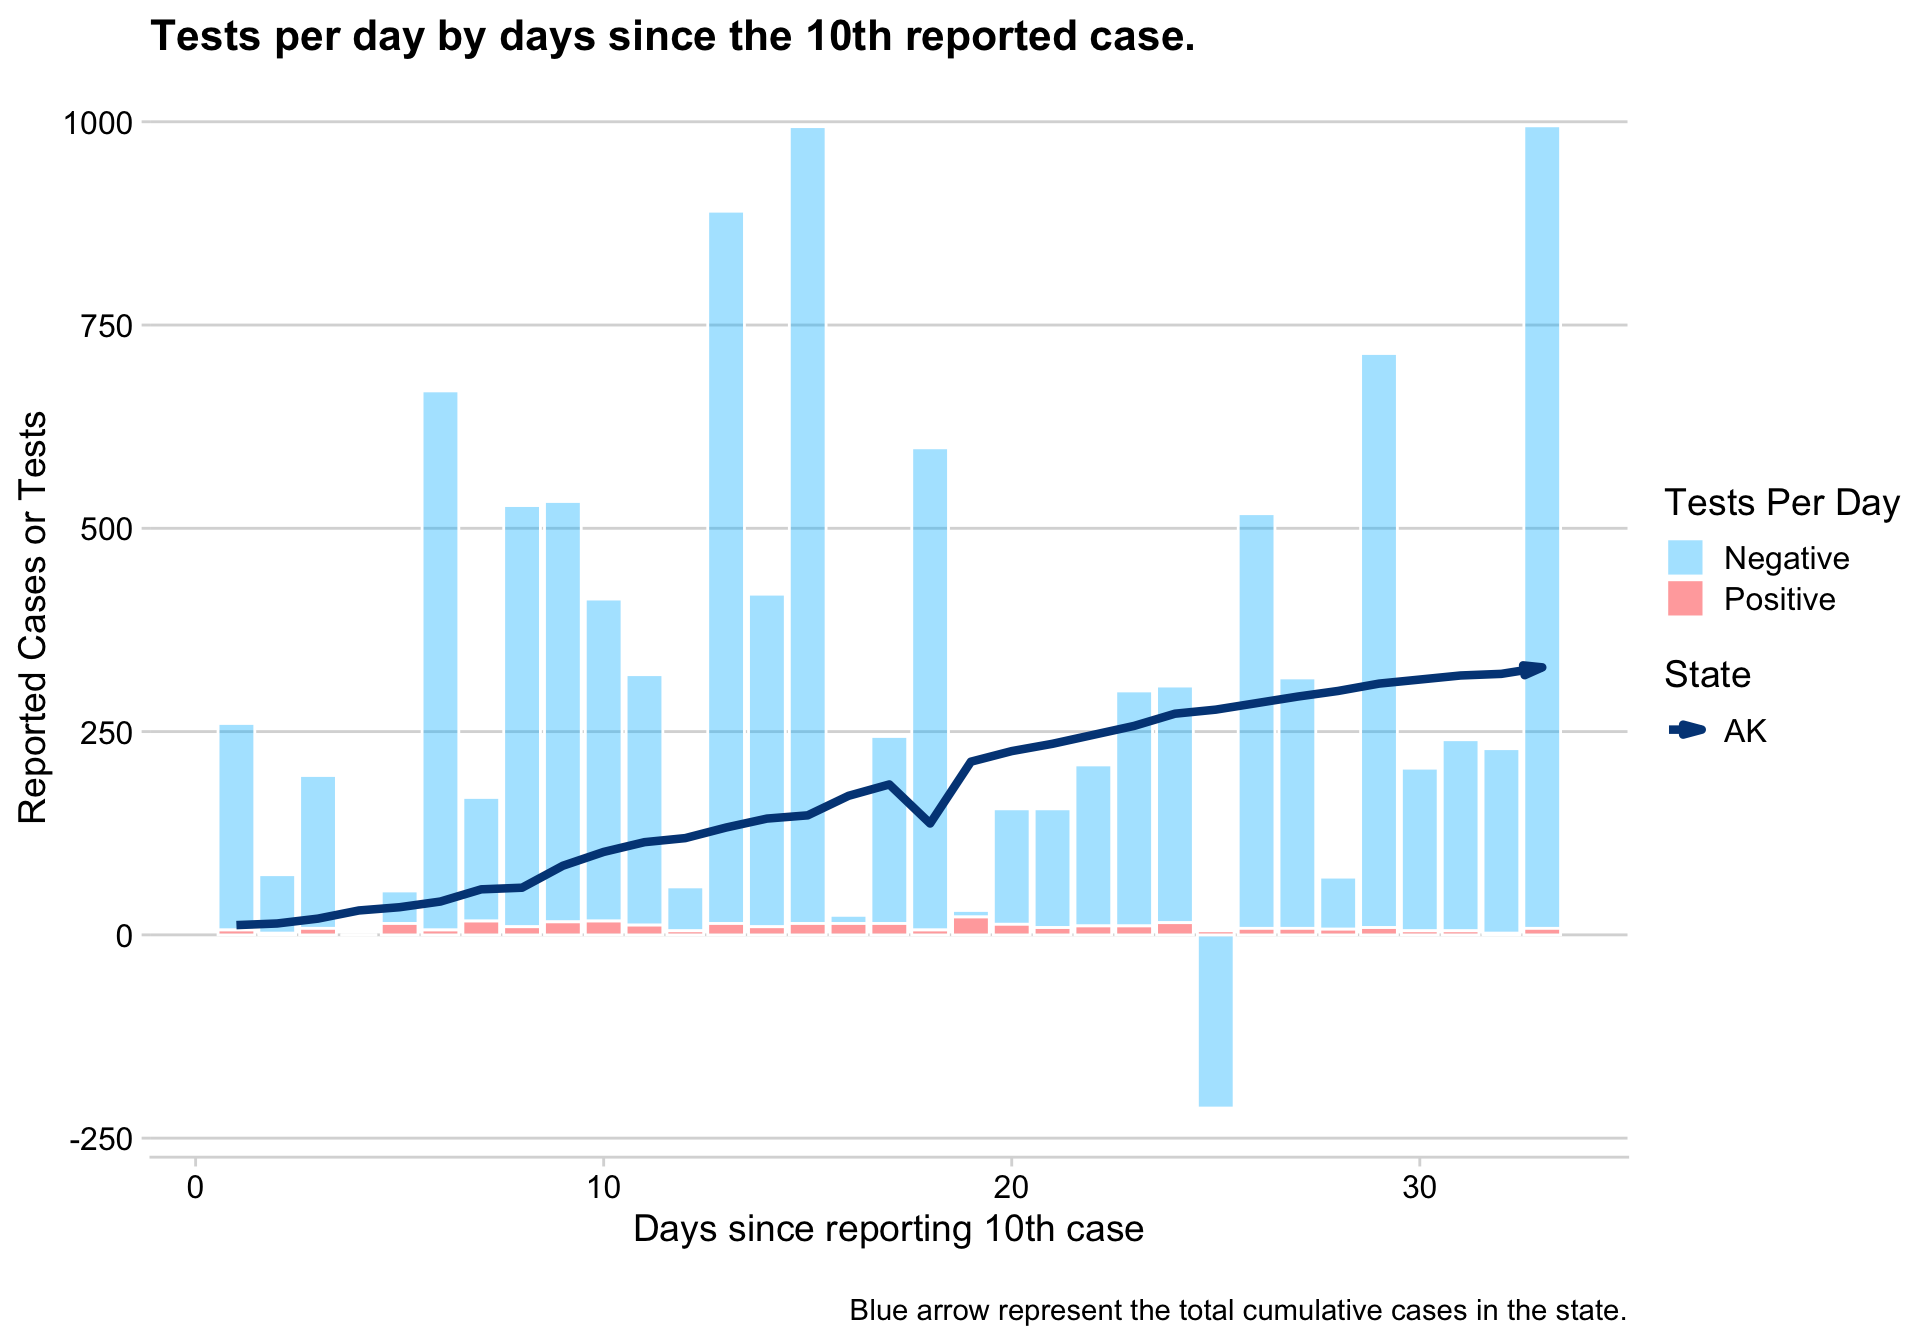 Tests per day by days since the 10th reported case.
1000
750
500
250
0
-250
Reported Cases or Tests
0 10 20 30
Days since reporting 10th case
Tests Per Day
Negative
Positive
State
AK
Blue arrow represent the total cumulative cases in the state.